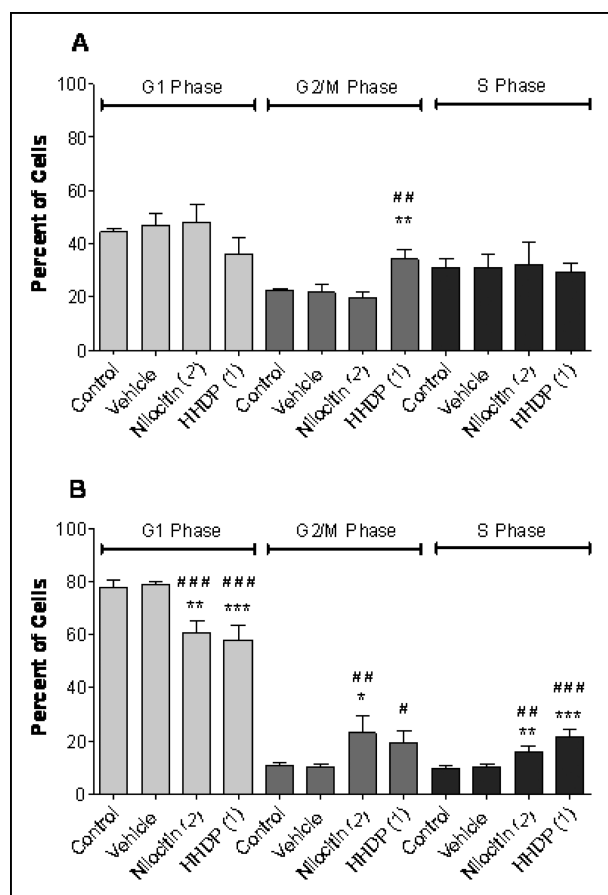 A
G1 Phase G2/M Phase S Phase
Percent of Cells
100
80
60
40
20
0
##
**
Control Vehicle Nilocitin (2) HHDP (1) Control Vehicle Nilocitin (2) HHDP (1) Control Vehicle Nilocitin (2) HHDP (1)
B
G1 Phase G2/M Phase S Phase
Percent of Cells
100
80
60
40
20
0
### ### ## # ## ###
** *** * ** ***
Control Vehicle Nilocitin (2) HHDP (1) Control Vehicle Nilocitin (2) HHDP (1) Control Vehicle Nilocitin (2) HHDP (1)